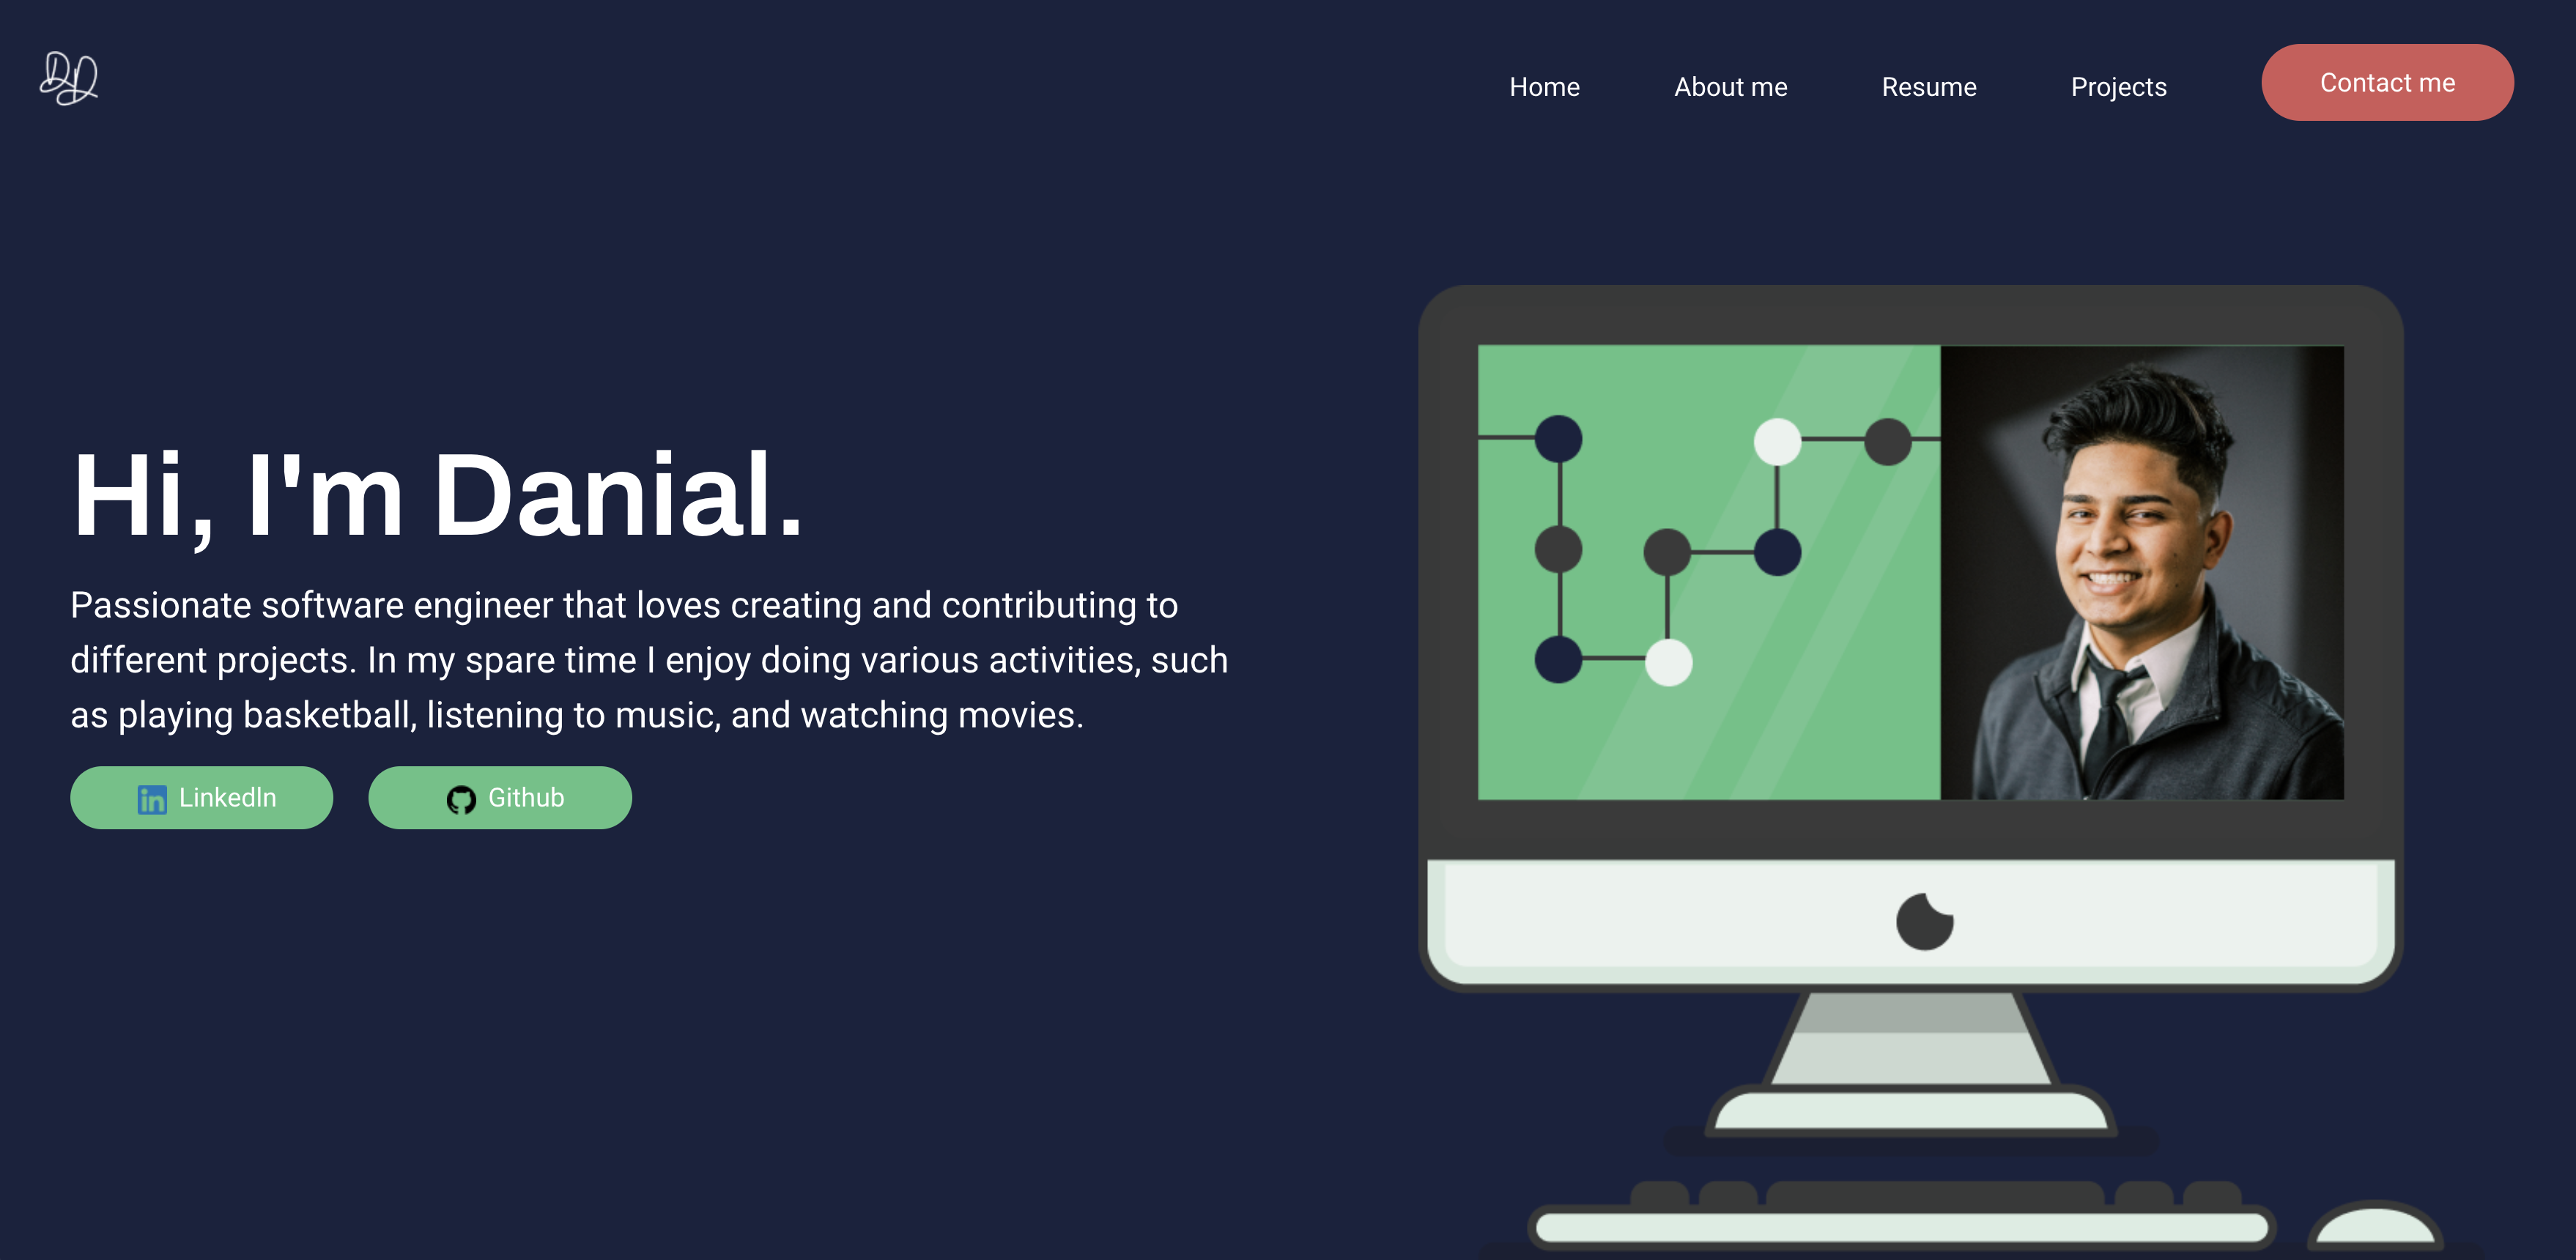 DD
Home
About me
Resume
Projects
Contact me
Hi, I'm Danial.
Passionate software engineer that loves creating and contributing to
different projects. In my spare time I enjoy doing various activities, such
as playing basketball, listening to music, and watching movies.
in LinkedIn
Github